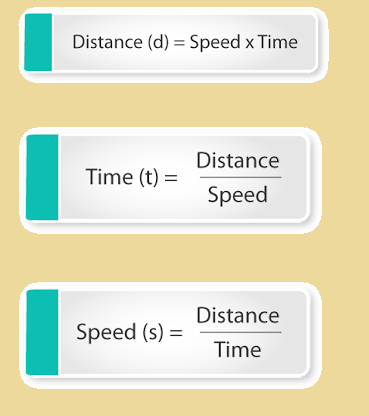 Distance (d) = Speed x Time
Time (t) = Distance
Speed
Speed (s) = Distance
Time